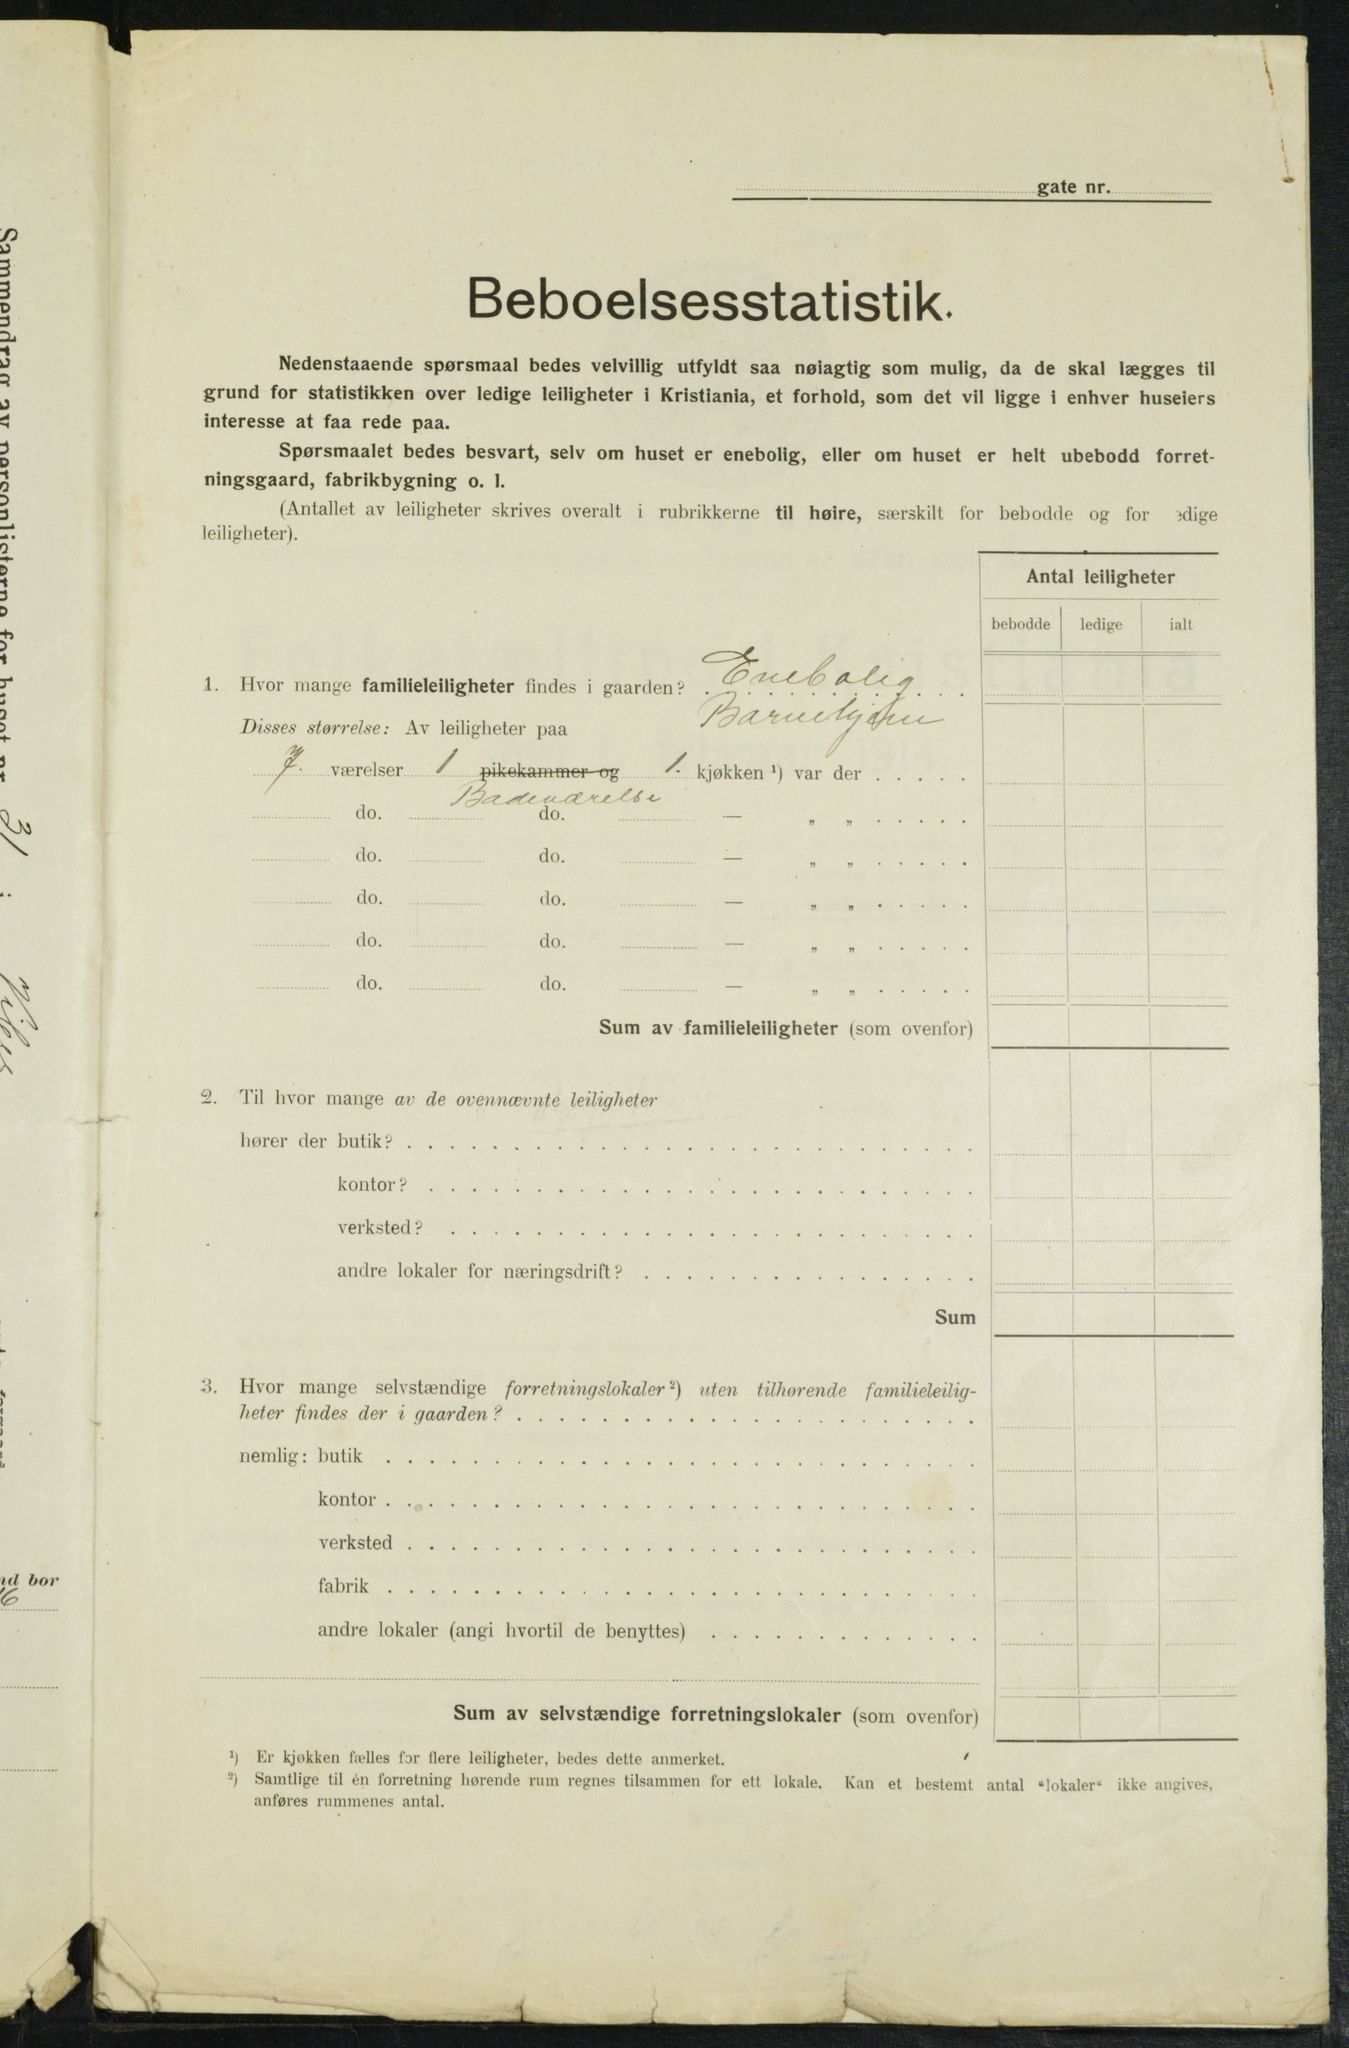 gate nr.
Beboelsesstatistik.
Nedenstaaende spørsmaal bedes velvillig utfyldt saa nøiagtig som mulig, da de skal lægges til
grund for statistikken over ledige leiligheter i Kristiania, et forhold, som det vil ligge i enhver huseiers
interesse at faa rede paa.
Spørsmaalet bedes besvart, selv om huset er enebolig, eller om huset er helt ubebodd forret-
ningsgaard, fabrikbygning o. l.
(Antallet av leiligheter skrives overalt i rubrikkerne til høire, særskilt for bebodde og for edige
leiligheter).
Antal leiligheter
bebodde ledige ialt
Enebolig
1. Hvor mange familieleiligheter findes i gaarden?
Barnehjem
Disses størrelse: Av leiligheter paa
7. værelser 1 pikekammer og 1. kjøkken ¹) var der
Badeværelse
do. do. — „ „
do. do. — „ „
do. do. — „ „
do. do. — „ „
do. do. — „ „
Sum av familieleiligheter (som ovenfor)
2. Til hvor mange av de ovennævnte leiligheter
hører der butik?
kontor?
verksted?
andre lokaler for næringsdrift?
Sum
3. Hvor mange selvstændige forretningslokaler ²) uten tilhørende familieleilig-
heter findes der i gaarden?
nemlig: butik
kontor
verksted
fabrik
andre lokaler (angi hvortil de benyttes)
Sum av selvstændige forretningslokaler (som ovenfor)
¹) Er kjøkken fælles for flere leiligheter, bedes dette anmerket.
²) Samtlige til én forretning hørende rum regnes tilsammen for ett lokale. Kan et bestemt antal “lokaler“ ikke angives,
anføres rummenes antal.
Sammendrag av personlisterne for huset nr. 31 i
bor